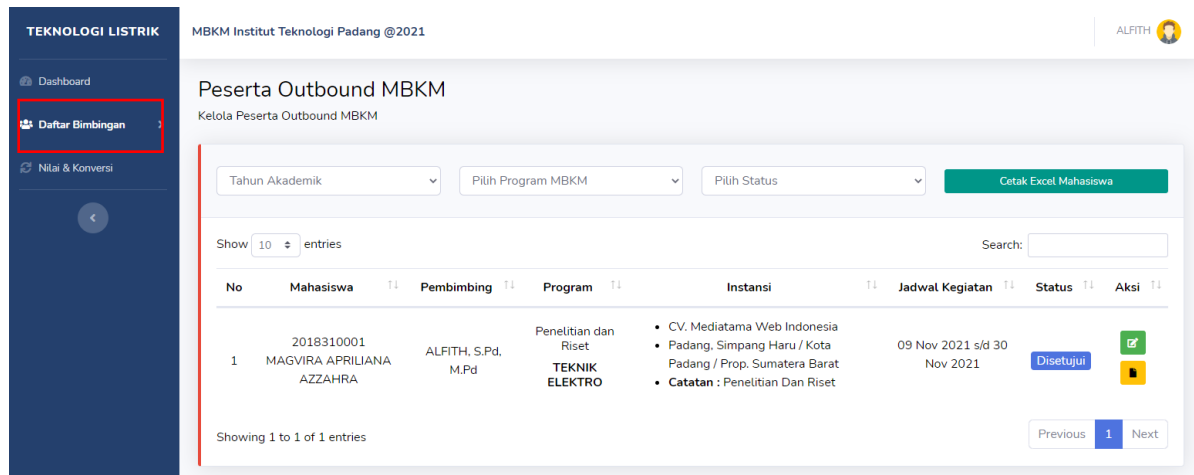 TEKNOLOGI LISTRIK
MBKM Institut Teknologi Padang @2021
ALFITH
Dashboard
Daftar Bimbingan
Nilai & Konversi
Peserta Outbound MBKM
Kelola Peserta Outbound MBKM
Tahun Akademik
Pilih Program MBKM
Pilih Status
Cetak Excel Mahasiswa
Show 10 entries
Search:
No Mahasiswa Pembimbing Program Instansi Jadwal Kegiatan Status Aksi
1
2018310001
MAGVIRA APRILIANA
AZZAHRA
ALFITH, S.Pd,
M.Pd
Penelitian dan
Riset
TEKNIK
ELEKTRO
• CV. Mediatama Web Indonesia
• Padang, Simpang Haru / Kota
Padang / Prop. Sumatera Barat
• Catatan : Penelitian Dan Riset
09 Nov 2021 s/d 30
Nov 2021
Disetujui
Showing 1 to 1 of 1 entries
Previous 1 Next